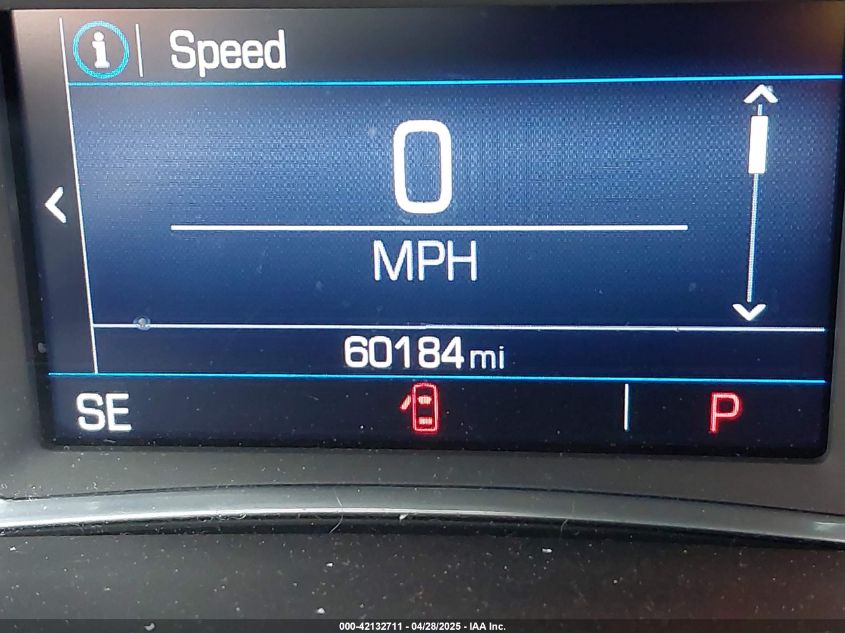 i Speed
0
MPH
60184 mi
SE P
000-42132711 - 04/28/2025 - IAA Inc.